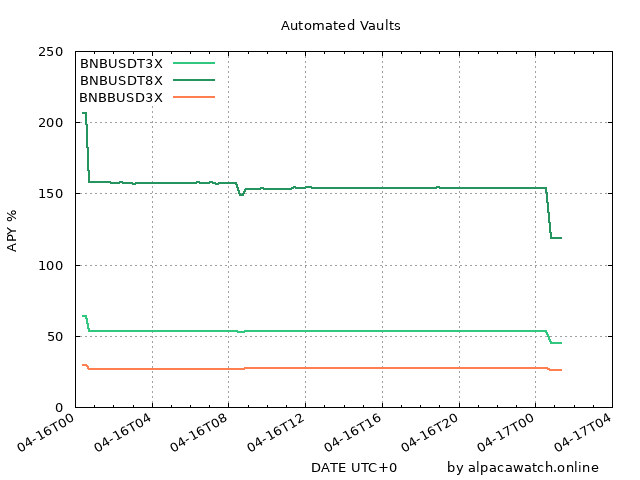 Automated Vaults
250
200
150
100
50
0
APY %
BNBUSDT3X
BNBUSDT8X
BNBBUSD3X
04-16T00
04-16T04
04-16T08
04-16T12
04-16T16
04-16T20
04-17T00
04-17T04
DATE UTC+0
by alpacawatch.online